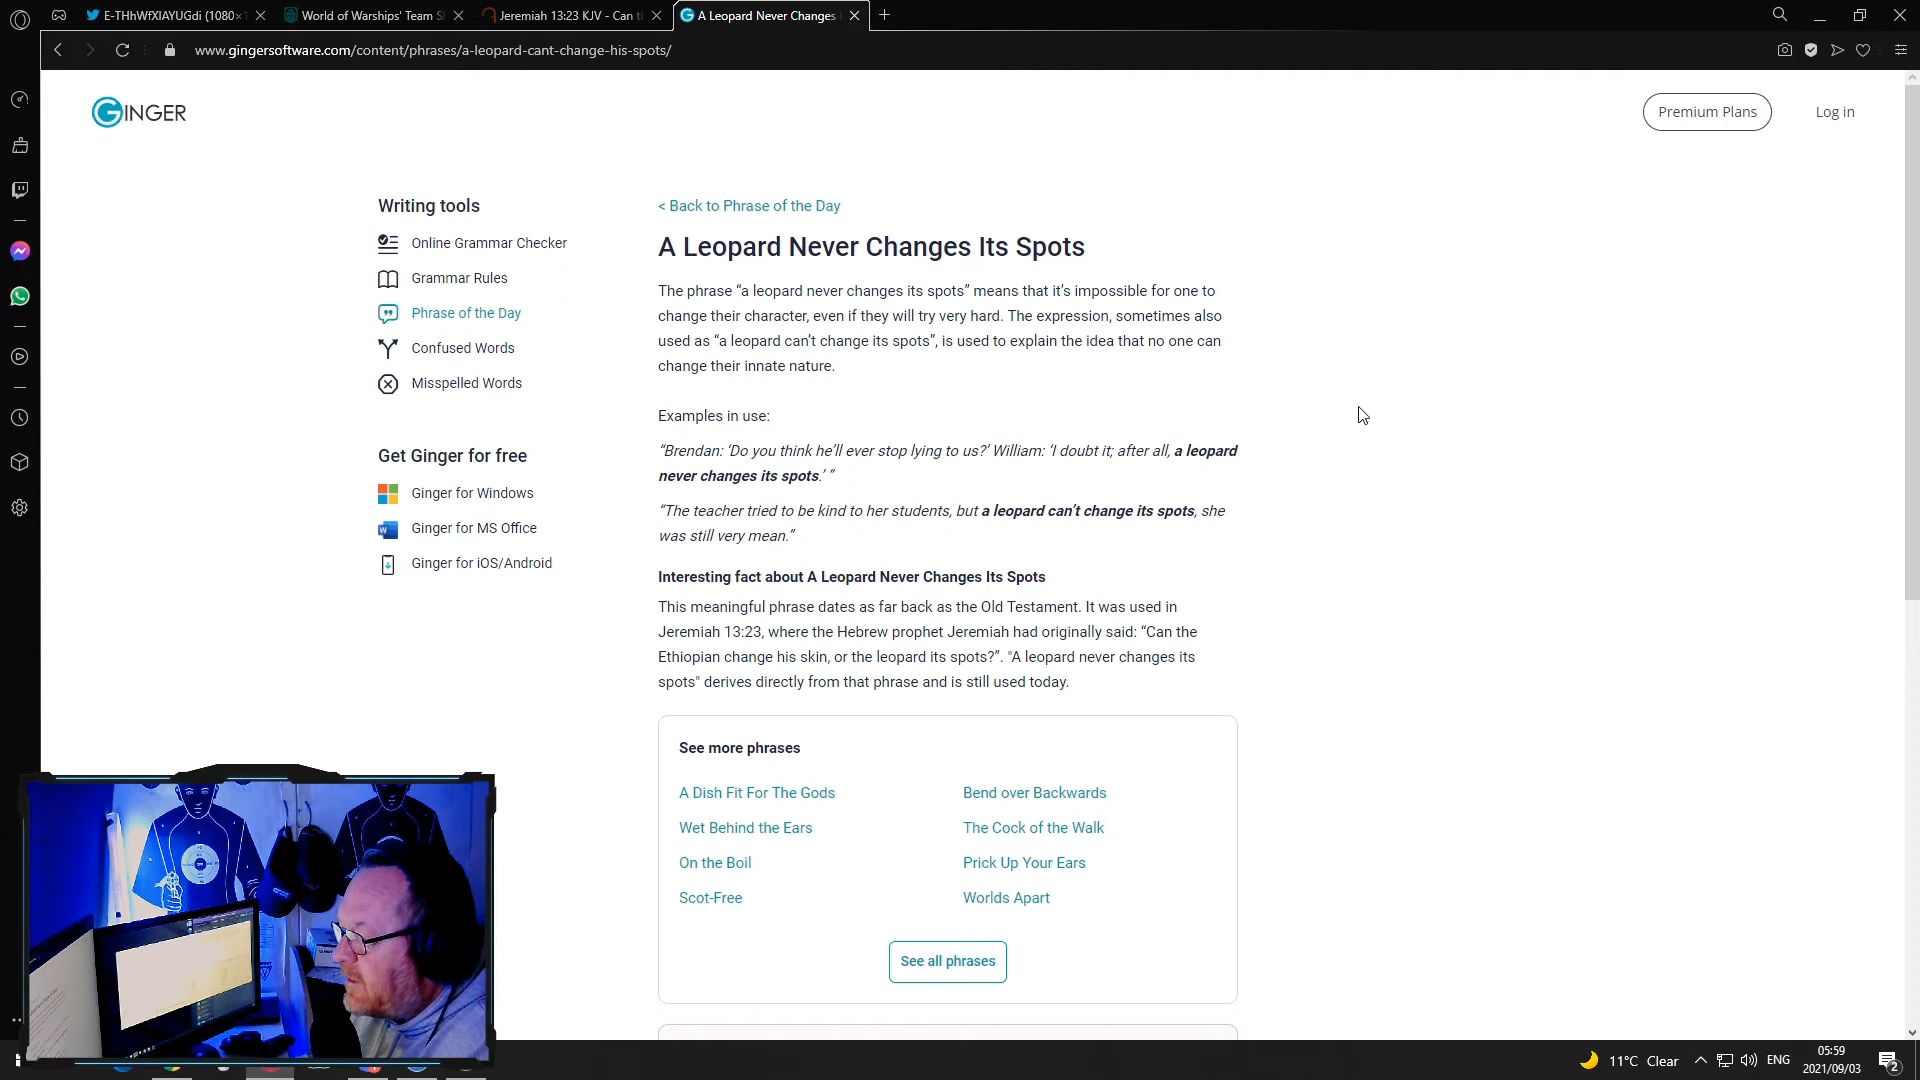 E-THhWfXIAYUGdi (1080×
World of Warships' Team S
Jeremiah 13:23 KJV - Can t
A Leopard Never Changes
www.gingersoftware.com/content/phrases/a-leopard-cant-change-his-spots/
GINGER
Premium Plans
Log in
Writing tools
Online Grammar Checker
Grammar Rules
Phrase of the Day
Confused Words
Misspelled Words
Get Ginger for free
Ginger for Windows
Ginger for MS Office
Ginger for iOS/Android
< Back to Phrase of the Day
A Leopard Never Changes Its Spots
The phrase “a leopard never changes its spots” means that it’s impossible for one to
change their character, even if they will try very hard. The expression, sometimes also
used as “a leopard can’t change its spots”, is used to explain the idea that no one can
change their innate nature.
Examples in use:
“Brendan: ‘Do you think he’ll ever stop lying to us?’ William: ‘I doubt it; after all, a leopard
never changes its spots.’ ”
“The teacher tried to be kind to her students, but a leopard can’t change its spots, she
was still very mean.”
Interesting fact about A Leopard Never Changes Its Spots
This meaningful phrase dates as far back as the Old Testament. It was used in
Jeremiah 13:23, where the Hebrew prophet Jeremiah had originally said: “Can the
Ethiopian change his skin, or the leopard its spots?”. "A leopard never changes its
spots" derives directly from that phrase and is still used today.
See more phrases
A Dish Fit For The Gods
Bend over Backwards
Wet Behind the Ears
The Cock of the Walk
On the Boil
Prick Up Your Ears
Scot-Free
Worlds Apart
See all phrases
11°C Clear
ENG
05:59
2021/09/03
2